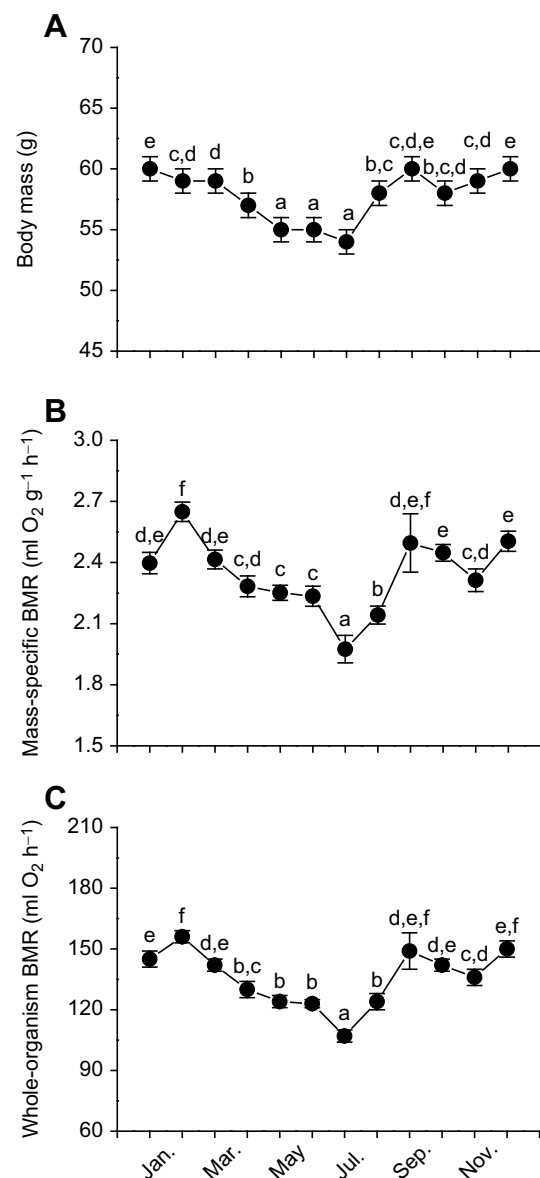 A
70
65
60
55
50
45
Body mass (g)
e
c,d
d
b
a
a
a
b,c
c,d,e
b,c,d
c,d
e
B
3.0
2.7
2.4
2.1
1.8
1.5
Mass-specific BMR (ml O₂ g⁻¹ h⁻¹)
d,e
f
d,e
c,d
c
c
a
b
d,e,f
e
c,d
e
C
210
180
150
120
90
60
Whole-organism BMR (ml O₂ h⁻¹)
e
f
d,e
b,c
b
b
a
b
d,e,f
d,e
c,d
e,f
Jan.
Mar.
May
Jul.
Sep.
Nov.